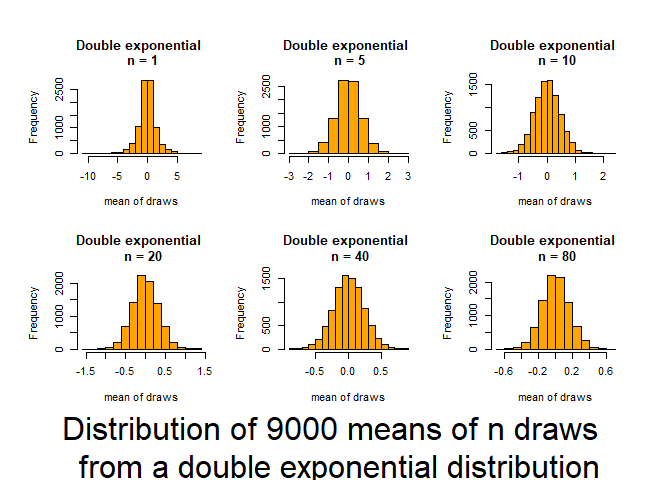 Double exponential
n = 1
Frequency
0
1000
2500
-10
-5
0
5
mean of draws
Double exponential
n = 5
Frequency
0
1000
2500
-3
-2
-1
0
1
2
3
mean of draws
Double exponential
n = 10
Frequency
0
500
1500
-1
0
1
2
mean of draws
Double exponential
n = 20
Frequency
0
1000
2000
-1.5
-0.5
0.5
1.5
mean of draws
Double exponential
n = 40
Frequency
0
500
1500
-0.5
0.0
0.5
mean of draws
Double exponential
n = 80
Frequency
0
1000
2000
-0.6
-0.2
0.2
0.6
mean of draws
Distribution of 9000 means of n draws
from a double exponential distribution